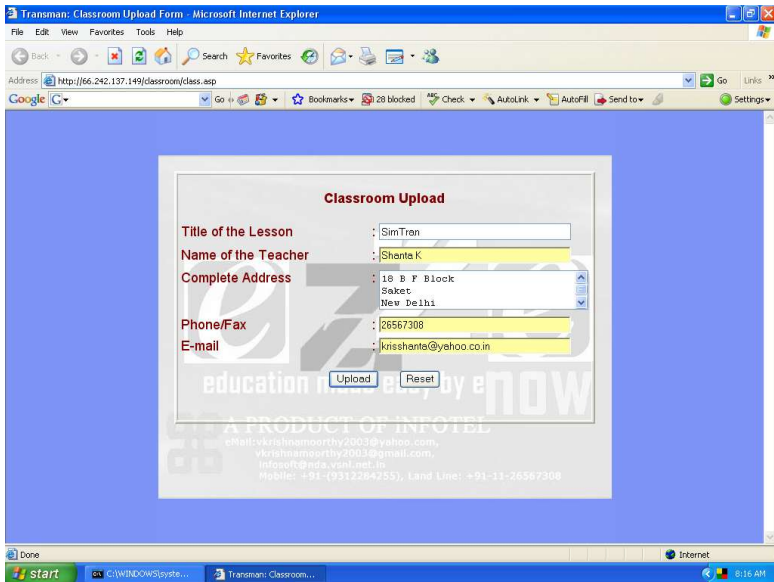 Transman: Classroom Upload Form - Microsoft Internet Explorer
File Edit View Favorites Tools Help
Back Search Favorites
Address http://66.242.137.149/classroom/class.asp Go Links »
Google G Go Bookmarks 28 blocked ABC Check AutoLink AutoFill Send to Settings
Classroom Upload
Title of the Lesson : SimTran
Name of the Teacher : Shanta K
Complete Address : 18 B F Block
Saket
New Delhi
Phone/Fax : 26567308
E-mail : krisshanta@yahoo.co.in
Upload Reset
education made easy by enow
A PRODUCT OF iNFOTEL
eMail:vkrishnamoorthy2003@yahoo.com,
vkrishnamoorthy2003@gmail.com,
infosoft@nda.vsnl.net.in
Mobile: +91-(9312284255), Land Line: +91-11-26567308
Done Internet
start C:\WINDOWS\syste... Transman: Classroom... 8:16 AM